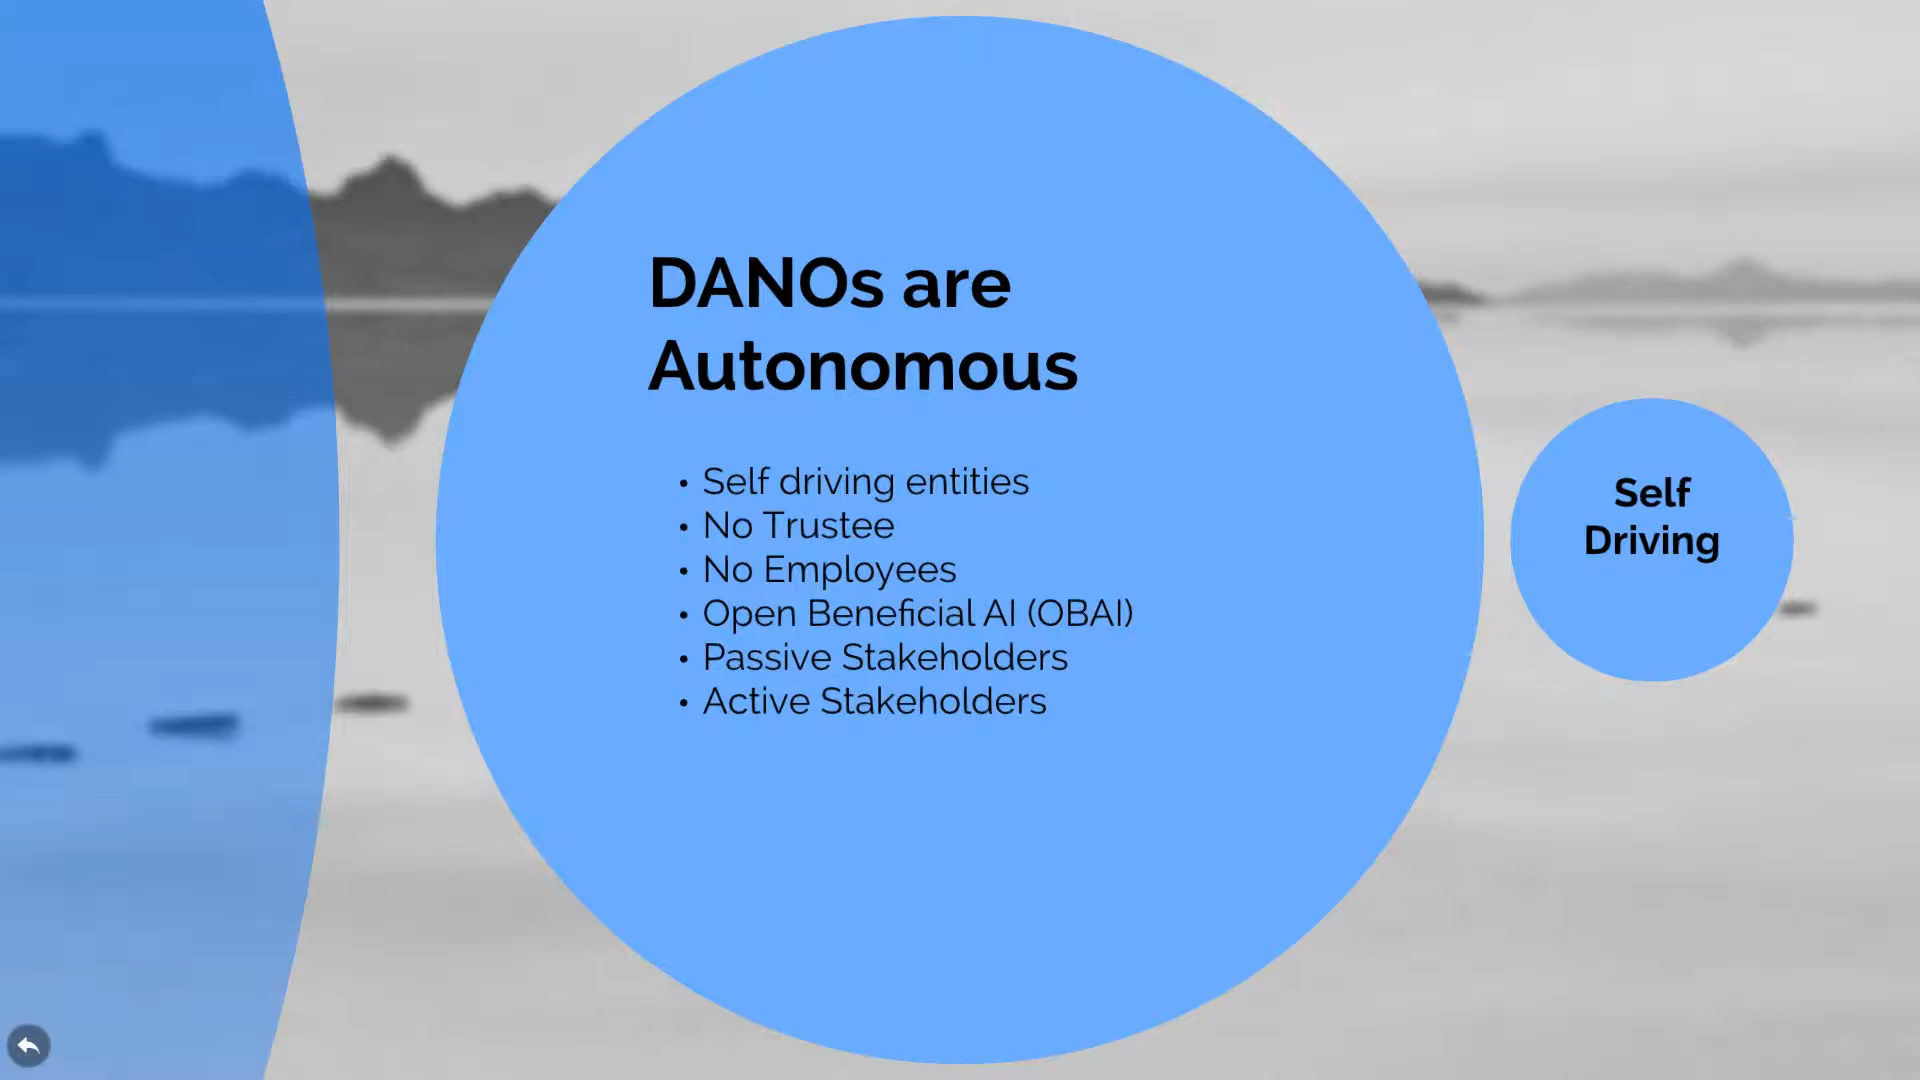 DANOs are
Autonomous
• Self driving entities
• No Trustee
• No Employees
• Open Beneficial AI (OBAI)
• Passive Stakeholders
• Active Stakeholders
Self
Driving